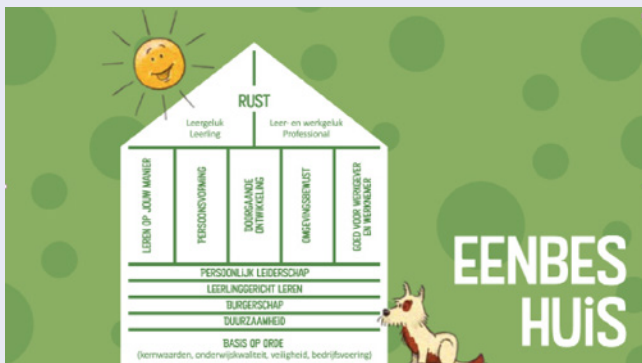 RUST
Leergeluk
Leerling
Leer- en werkgeluk
Professional
LEREN OP JOUW MANIER
PERSOONSVORMING
DOORGAANDE
ONTWIKKELING
OMGEVINGSBEWUST
GOED VOOR WERKGEVER
EN WERKNEMER
PERSOONLIJK LEIDERSCHAP
LEERLINGGERICHT LEREN
BURGERSCHAP
DUURZAAMHEID
BASIS OP ORDE
(kernwaarden, onderwijskwaliteit, veiligheid, bedrijfsvoering)
EENBES
HUiS